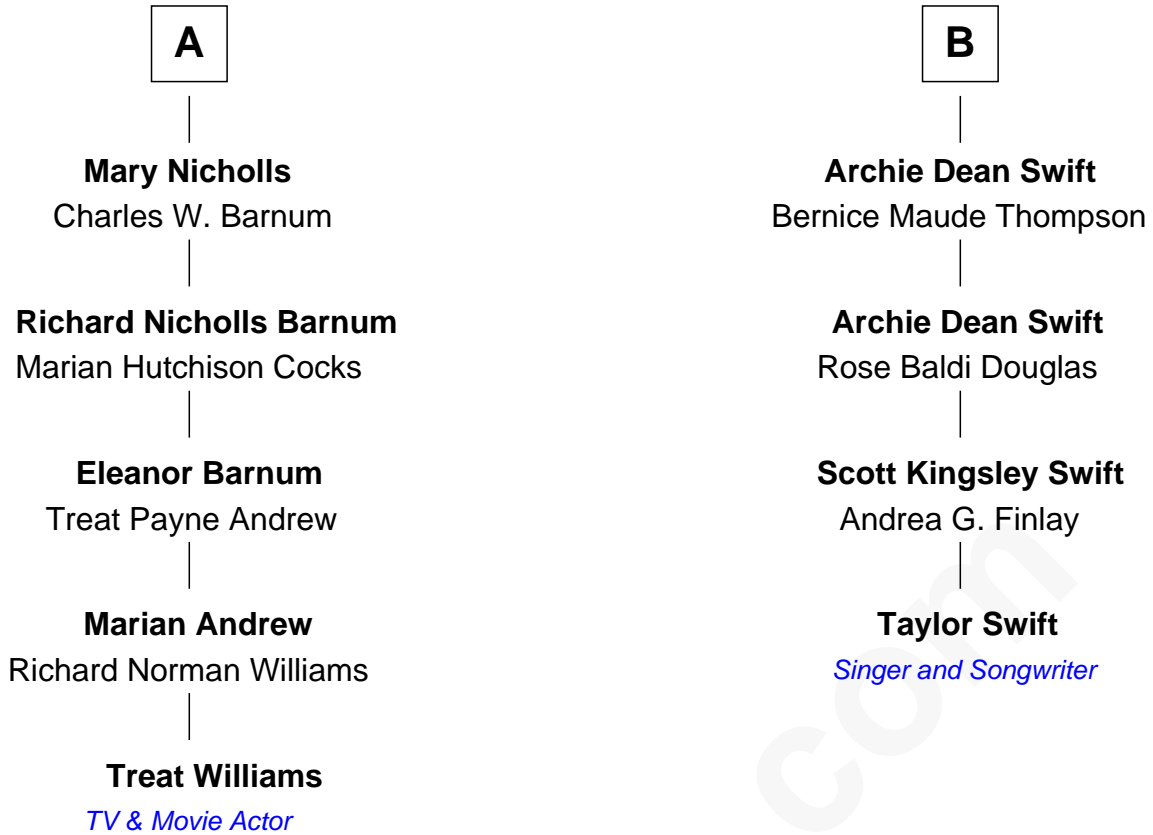 A
Mary Nicholls
Charles W. Barnum
Richard Nicholls Barnum
Marian Hutchison Cocks
Eleanor Barnum
Treat Payne Andrew
Marian Andrew
Richard Norman Williams
Treat Williams
TV & Movie Actor
B
Archie Dean Swift
Bernice Maude Thompson
Archie Dean Swift
Rose Baldi Douglas
Scott Kingsley Swift
Andrea G. Finlay
Taylor Swift
Singer and Songwriter
com